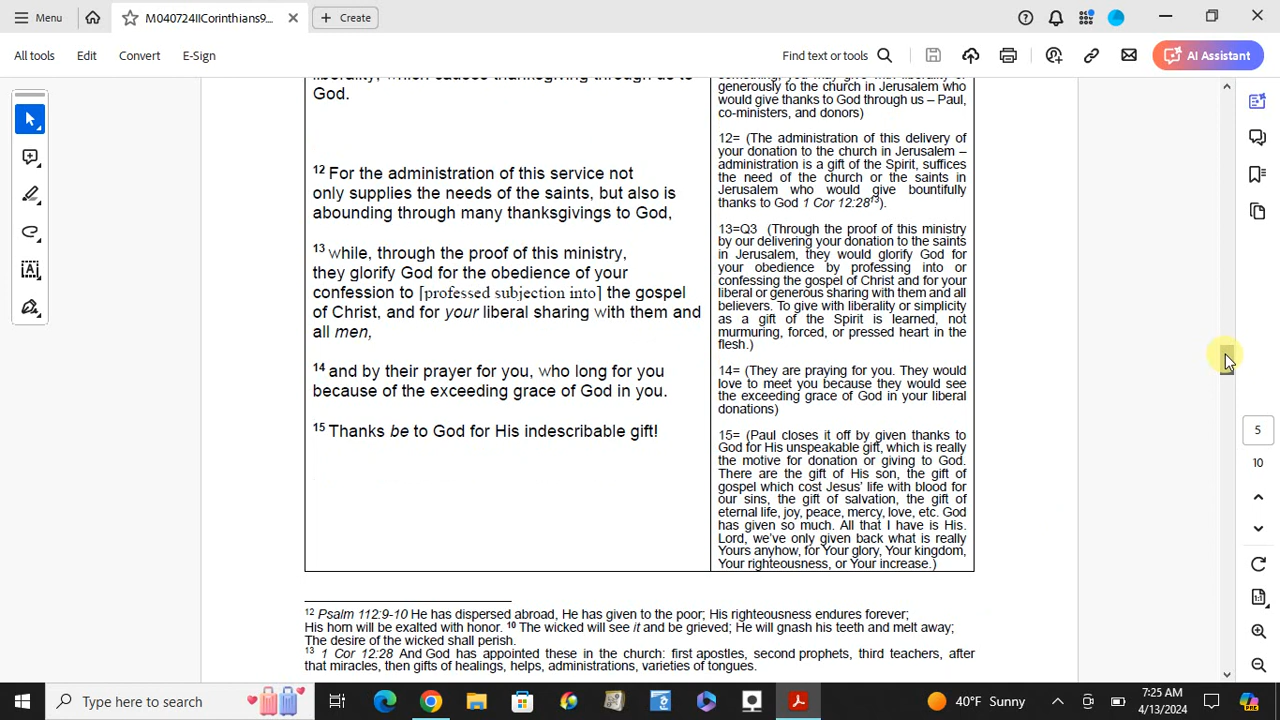 Menu
M040724IICorinthians9...
Create
All tools
Edit
Convert
E-Sign
Find text or tools
AI Assistant
liberality, which causes thanksgiving through us to
God.
12 For the administration of this service not
only supplies the needs of the saints, but also is
abounding through many thanksgivings to God,
13 while, through the proof of this ministry,
they glorify God for the obedience of your
confession to [professed subjection into] the gospel
of Christ, and for your liberal sharing with them and
all men,
14 and by their prayer for you, who long for you
because of the exceeding grace of God in you.
15 Thanks be to God for His indescribable gift!
something, you may give with liberality or
generously to the church in Jerusalem who
would give thanks to God through us – Paul,
co-ministers, and donors)
12= (The administration of this delivery of
your donation to the church in Jerusalem –
administration is a gift of the Spirit, suffices
the need of the church or the saints in
Jerusalem who would give bountifully
thanks to God 1 Cor 12:2813).
13=Q3 (Through the proof of this ministry
by our delivering your donation to the saints
in Jerusalem, they would glorify God for
your obedience by professing into or
confessing the gospel of Christ and for your
liberal or generous sharing with them and all
believers. To give with liberality or simplicity
as a gift of the Spirit is learned, not
murmuring, forced, or pressed heart in the
flesh.)
14= (They are praying for you. They would
love to meet you because they would see
the exceeding grace of God in your liberal
donations)
15= (Paul closes it off by given thanks to
God for His unspeakable gift, which is really
the motive for donation or giving to God.
There are the gift of His son, the gift of
gospel which cost Jesus' life with blood for
our sins, the gift of salvation, the gift of
eternal life, joy, peace, mercy, love, etc. God
has given so much. All that I have is His.
Lord, we've only given back what is really
Yours anyhow, for Your glory, Your kingdom,
Your righteousness, or Your increase.)
12 Psalm 112:9-10 He has dispersed abroad, He has given to the poor; His righteousness endures forever;
His horn will be exalted with honor. 10 The wicked will see it and be grieved; He will gnash his teeth and melt away;
The desire of the wicked shall perish.
13 1 Cor 12:28 And God has appointed these in the church: first apostles, second prophets, third teachers, after
that miracles, then gifts of healings, helps, administrations, varieties of tongues.
5
10
Type here to search
40°F Sunny
7:25 AM
4/13/2024